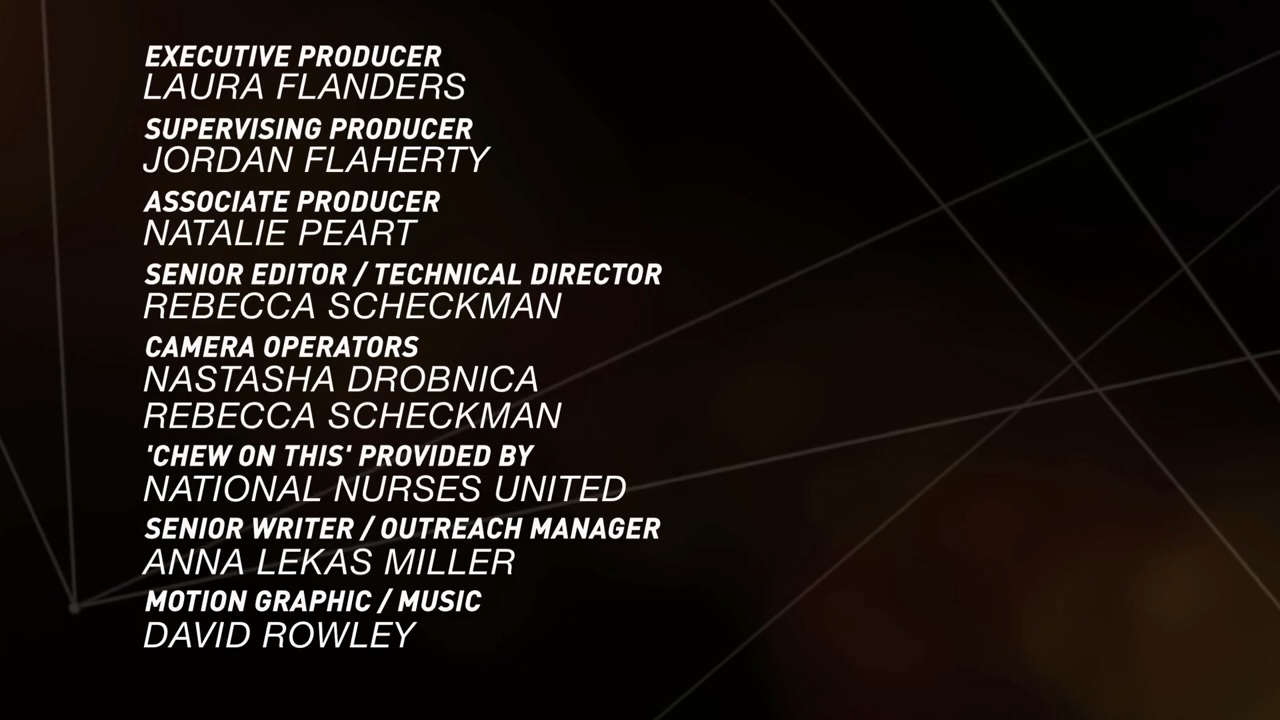 EXECUTIVE PRODUCER
LAURA FLANDERS
SUPERVISING PRODUCER
JORDAN FLAHERTY
ASSOCIATE PRODUCER
NATALIE PEART
SENIOR EDITOR / TECHNICAL DIRECTOR
REBECCA SCHECKMAN
CAMERA OPERATORS
NASTASHA DROBNICA
REBECCA SCHECKMAN
'CHEW ON THIS' PROVIDED BY
NATIONAL NURSES UNITED
SENIOR WRITER / OUTREACH MANAGER
ANNA LEKAS MILLER
MOTION GRAPHIC / MUSIC
DAVID ROWLEY